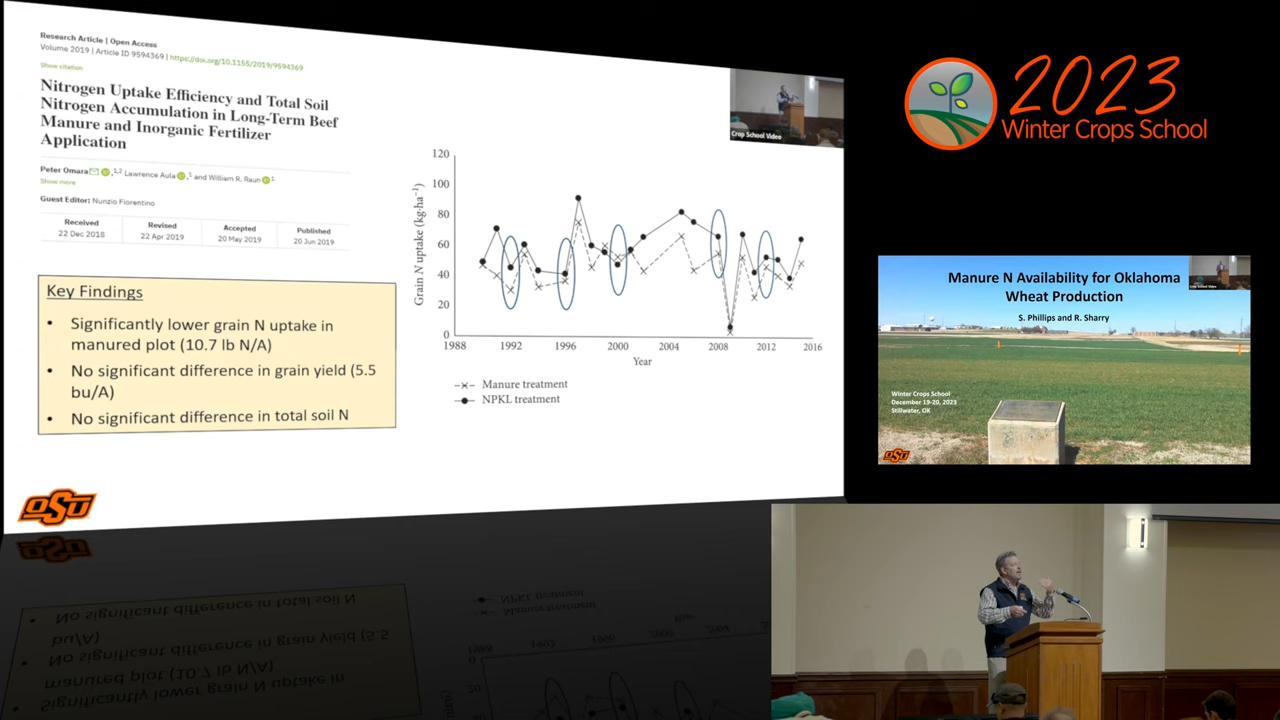 Research Article | Open Access
Volume 2019 | Article ID 9594369 | https://doi.org/10.1155/2019/9594369
Show citation
Nitrogen Uptake Efficiency and Total Soil
Nitrogen Accumulation in Long-Term Beef
Manure and Inorganic Fertilizer
Application
Peter Omara 1,2 Lawrence Aula ,1 and William R. Raun 1
Show more
Guest Editor: Nunzio Fiorentino
Received Revised Accepted Published
22 Dec 2018 22 Apr 2019 20 May 2019 20 Jun 2019
Key Findings
• Significantly lower grain N uptake in
manured plot (10.7 lb N/A)
• No significant difference in grain yield (5.5
bu/A)
• No significant difference in total soil N
OSU
Crop School Video
Grain N uptake (kg·ha⁻¹)
120
100
80
60
40
20
0
1988 1992 1996 2000 2004 2008 2012 2016
Year
Manure treatment
NPKL treatment
2023
Winter Crops School
Manure N Availability for Oklahoma
Wheat Production
S. Phillips and R. Sharry
Winter Crops School
December 19-20, 2023
Stillwater, OK
OSU